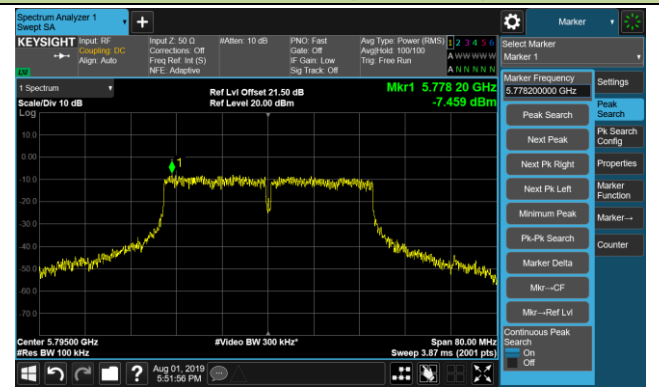 Spectrum Analyzer 1
Swept SA
Marker
KEYSIGHT
Input: RF
Coupling: DC
Align: Auto
Input Z: 50 Ω
Corrections: Off
Freq Ref: Int (S)
NFE: Adaptive
#Atten: 10 dB
PNO: Fast
Gate: Off
IF Gain: Low
Sig Track: Off
Avg Type: Power (RMS)
Avg|Hold: 100/100
Trig: Free Run
1 2 3 4 5 6
A W W W W W
A N N N N N
LXI
Select Marker
Marker 1
1 Spectrum
Scale/Div 10 dB
Log
Ref Lvl Offset 21.50 dB
Ref Level 20.00 dBm
Mkr1 5.778 20 GHz
-7.459 dBm
10.0
0.00
-10.0
-20.0
-30.0
-40.0
-50.0
-60.0
-70.0
1
Center 5.79500 GHz
#Res BW 100 kHz
#Video BW 300 kHz*
Span 80.00 MHz
Sweep 3.87 ms (2001 pts)
Marker Frequency
5.778200000 GHz
Peak Search
Next Peak
Next Pk Right
Next Pk Left
Minimum Peak
Pk-Pk Search
Marker Delta
Mkr→CF
Mkr→Ref Lvl
Continuous Peak
Search
On
Off
Settings
Peak
Search
Pk Search
Config
Properties
Marker
Function
Marker→
Counter
?
Aug 01, 2019
5:51:56 PM